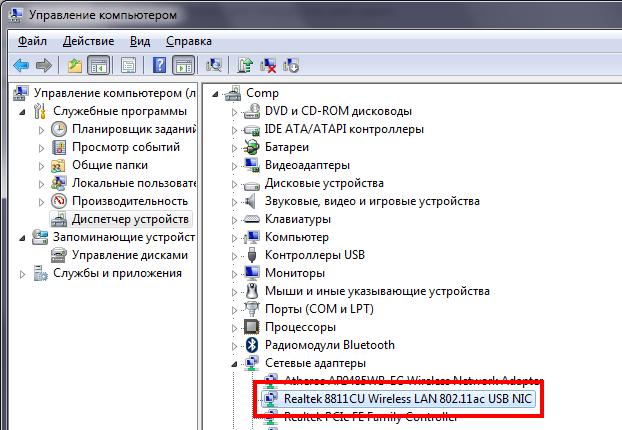 Управление компьютером
Файл Действие Вид Справка
Управление компьютером (л
Служебные программы
Планировщик заданий
Просмотр событий
Общие папки
Локальные пользоват
Производительность
Диспетчер устройств
Запоминающие устройст
Управление дисками
Службы и приложения
Comp
DVD и CD-ROM дисководы
IDE ATA/ATAPI контроллеры
Батареи
Видеоадаптеры
Дисковые устройства
Звуковые, видео и игровые устройства
Клавиатуры
Компьютер
Контроллеры USB
Мониторы
Мыши и иные указывающие устройства
Порты (COM и LPT)
Процессоры
Радиомодули Bluetooth
Сетевые адаптеры
Atheros AR9485WB-EG Wireless Network Adapter
Realtek 8811CU Wireless LAN 802.11ac USB NIC
Realtek PCIe FE Family Controller